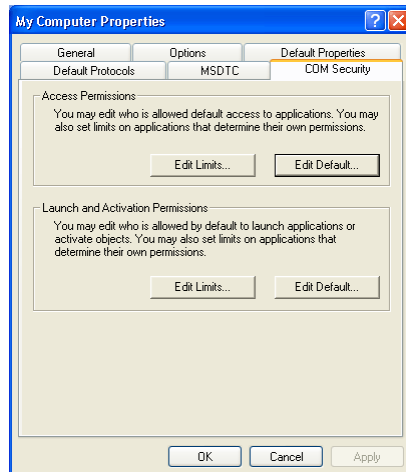 My Computer Properties
General Options Default Properties
Default Protocols MSDTC COM Security
Access Permissions
You may edit who is allowed default access to applications. You may
also set limits on applications that determine their own permissions.
Edit Limits... Edit Default...
Launch and Activation Permissions
You may edit who is allowed by default to launch applications or
activate objects. You may also set limits on applications that
determine their own permissions.
Edit Limits... Edit Default...
OK Cancel Apply